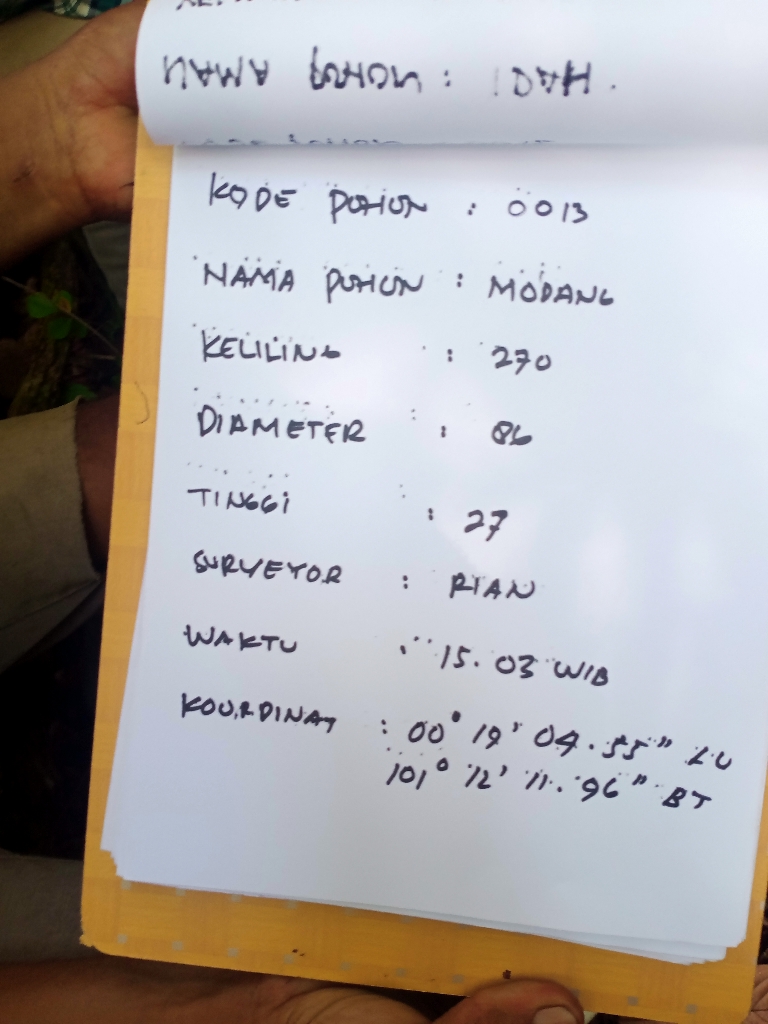 NAMA POHON : IDAH.
KODE POHON : 0013
NAMA POHON : MODANG
KELILING : 270
DIAMETER : 86
TINGGI : 27
SURVEYOR : RIAN
WAKTU : 15.03 WIB
KOORDINAT : 00° 19' 04.55" LU
101° 12' 11.96" BT